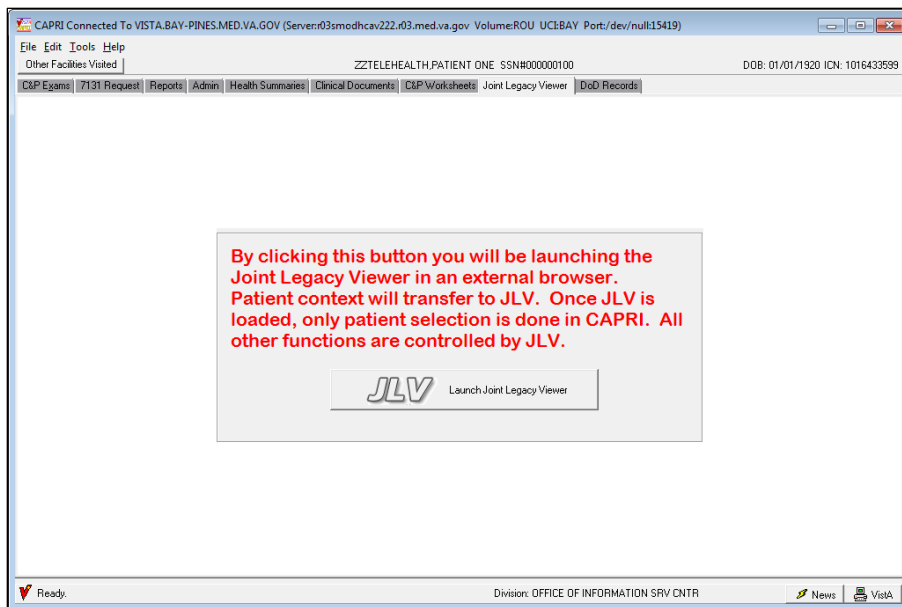 CAPRI Connected To VISTA.BAY-PINES.MED.VA.GOV (Server:r03smodhcav222.r03.med.va.gov Volume:ROU UCI:BAY Port:/dev/null:15419)
File Edit Tools Help
Other Facilities Visited ZZTELEHEALTH,PATIENT ONE SSN#000000100 DOB: 01/01/1920 ICN: 1016433599
C&P Exams 7131 Request Reports Admin Health Summaries Clinical Documents C&P Worksheets Joint Legacy Viewer DoD Records
By clicking this button you will be launching the
Joint Legacy Viewer in an external browser.
Patient context will transfer to JLV. Once JLV is
loaded, only patient selection is done in CAPRI. All
other functions are controlled by JLV.
JLV Launch Joint Legacy Viewer
Ready. Division: OFFICE OF INFORMATION SRV CNTR News VistA